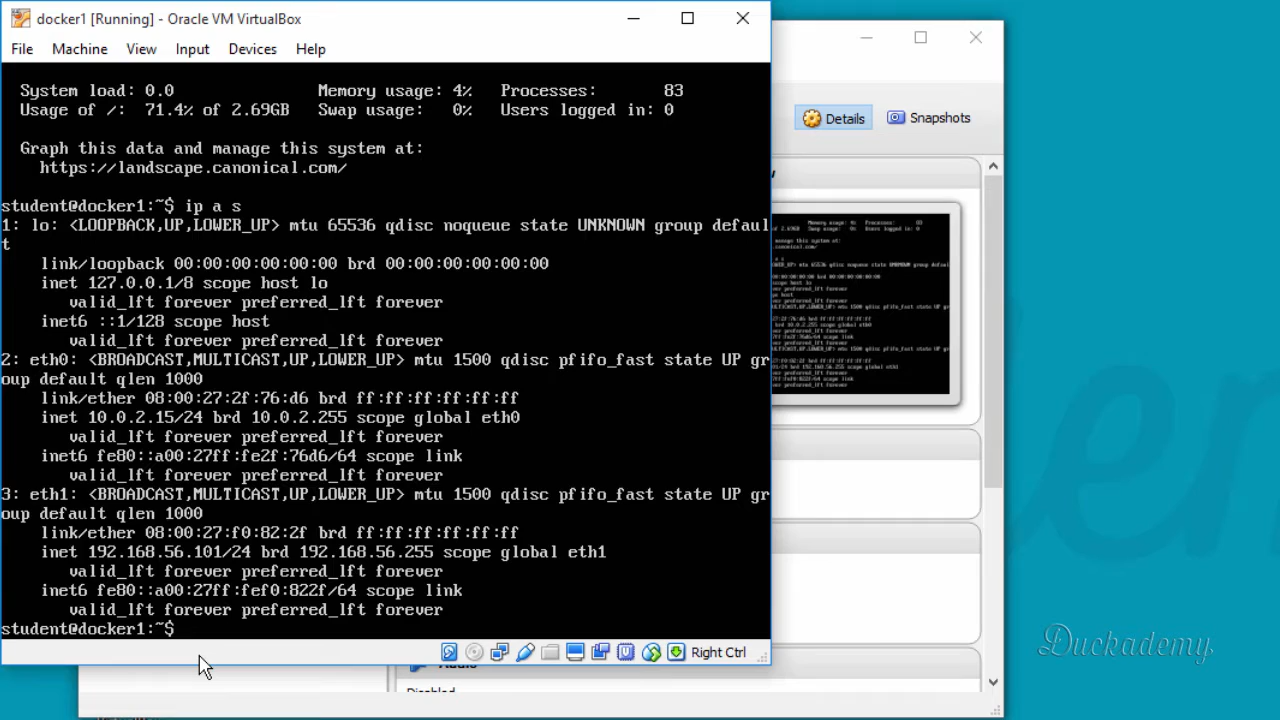 docker1 [Running] - Oracle VM VirtualBox
File Machine View Input Devices Help
System load: 0.0 Memory usage: 4% Processes: 83
Usage of /: 71.4% of 2.69GB Swap usage: 0% Users logged in: 0
Graph this data and manage this system at:
https://landscape.canonical.com/
student@docker1:~$ ip a s
1: lo: <LOOPBACK,UP,LOWER_UP> mtu 65536 qdisc noqueue state UNKNOWN group defaul
t
link/loopback 00:00:00:00:00:00 brd 00:00:00:00:00:00
inet 127.0.0.1/8 scope host lo
valid_lft forever preferred_lft forever
inet6 ::1/128 scope host
valid_lft forever preferred_lft forever
2: eth0: <BROADCAST,MULTICAST,UP,LOWER_UP> mtu 1500 qdisc pfifo_fast state UP gr
oup default qlen 1000
link/ether 08:00:27:2f:76:d6 brd ff:ff:ff:ff:ff:ff
inet 10.0.2.15/24 brd 10.0.2.255 scope global eth0
valid_lft forever preferred_lft forever
inet6 fe80::a00:27ff:fe2f:76d6/64 scope link
valid_lft forever preferred_lft forever
3: eth1: <BROADCAST,MULTICAST,UP,LOWER_UP> mtu 1500 qdisc pfifo_fast state UP gr
oup default qlen 1000
link/ether 08:00:27:f0:82:2f brd ff:ff:ff:ff:ff:ff
inet 192.168.56.101/24 brd 192.168.56.255 scope global eth1
valid_lft forever preferred_lft forever
inet6 fe80::a00:27ff:fef0:822f/64 scope link
valid_lft forever preferred_lft forever
student@docker1:~$
Right Ctrl
Details Snapshots
Audio
Disabled
Duckademy